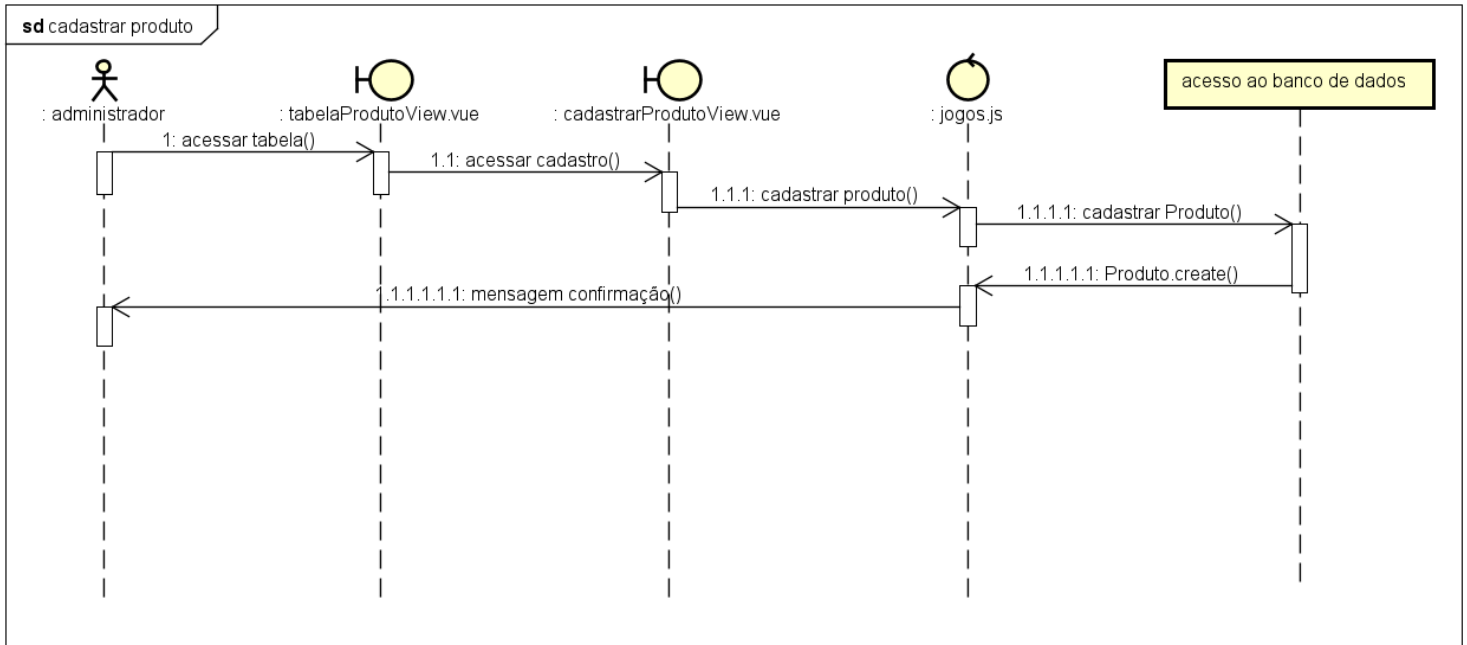 sd cadastrar produto
acesso ao banco de dados
: administrador
: tabelaProdutoView.vue
: cadastrarProdutoView.vue
: jogos.js
1: acessar tabela()
1.1: acessar cadastro()
1.1.1: cadastrar produto()
1.1.1.1: cadastrar Produto()
1.1.1.1.1: Produto.create()
1.1.1.1.1.1: mensagem confirmação()